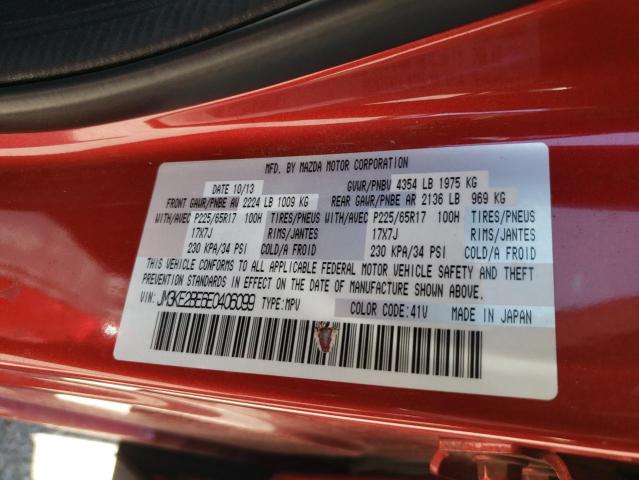 MFD. BY MAZDA MOTOR CORPORATION
DATE 10/13 GVWR/PNBV 4354 LB 1975 KG
FRONT GAWR/PNBE AV 2224 LB 1009 KG REAR GAWR/PNBE AR 2136 LB 969 KG
WITH/AVEC P225/65R17 100H TIRES/PNEUS WITH/AVEC P225/65R17 100H TIRES/PNEUS
17X7J RIMS/JANTES 17X7J RIMS/JANTES
230 KPA/34 PSI COLD/A FROID 230 KPA/34 PSI COLD/A FROID
THIS VEHICLE CONFORMS TO ALL APPLICABLE FEDERAL MOTOR VEHICLE SAFETY AND THEFT
PREVENTION STANDARDS IN EFFECT ON THE DATE OF MANUFACTURE SHOWN ABOVE.
VIN: JM3KE2BE6E0406099 TYPE: MPV COLOR CODE: 41V MADE IN JAPAN